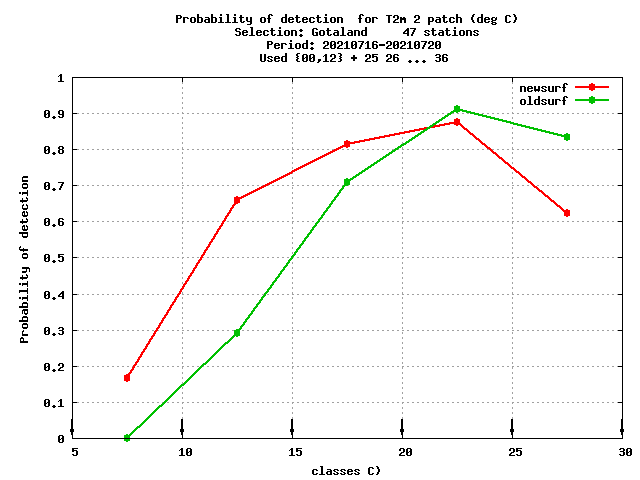 Probability of detection  for T2m 2 patch (deg C)
Selection: Gotaland     47 stations
Period: 20210716-20210720
Used {00,12} + 25 26 ... 36
newsurf
oldsurf
Probability of detection
1
0.9
0.8
0.7
0.6
0.5
0.4
0.3
0.2
0.1
0
5 10 15 20 25 30
classes C)